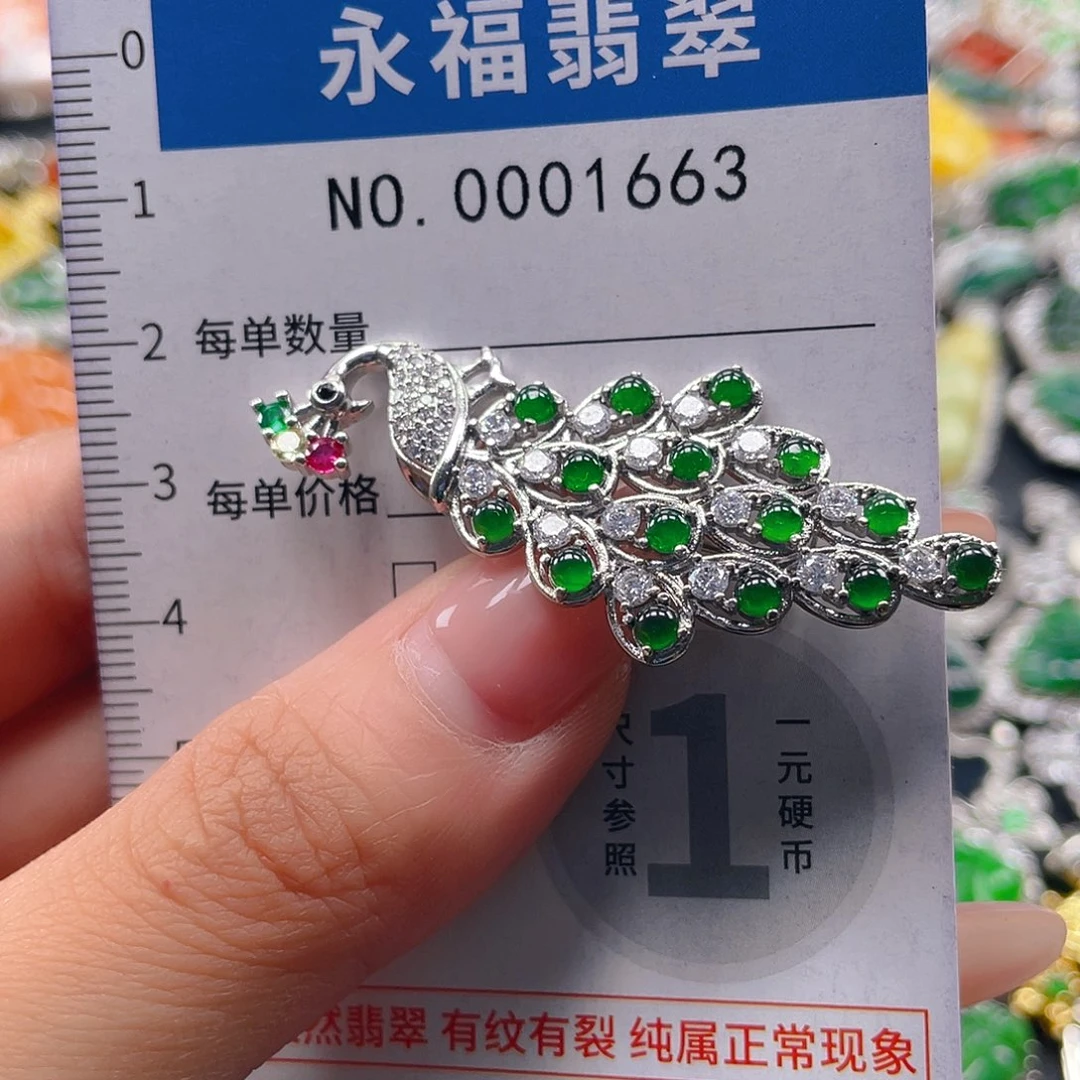 永福翡翠
NO.0001663
0
1
2
3
4
每单数量
每单价格
尺寸参照
1
一元硬币
然翡翠 有纹有裂 纯属正常现象